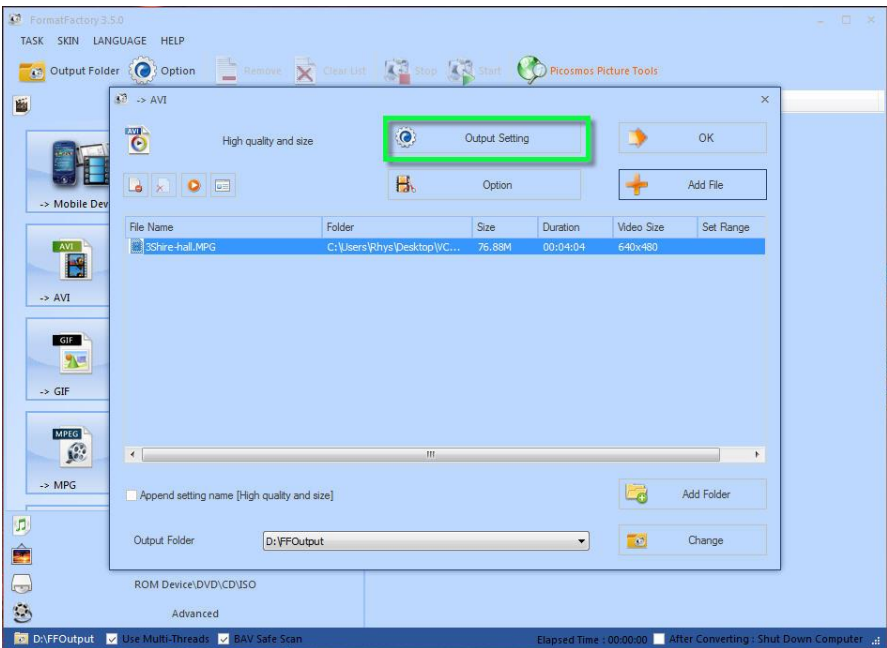 FormatFactory 3.5.0
TASK SKIN LANGUAGE HELP
Output Folder Option Remove Clear List Stop Start Picosmos Picture Tools
-> AVI
AVI High quality and size Output Setting OK
Option Add File
-> Mobile Dev
File Name Folder Size Duration Video Size Set Range
3Shire-hall.MPG C:\Users\Rhys\Desktop\VC... 76.88M 00:04:04 640x480
AVI
-> AVI
GIF
-> GIF
MPEG
-> MPG
Append setting name [High quality and size] Add Folder
Output Folder D:\FFOutput Change
ROM Device\DVD\CD\ISO
Advanced
D:\FFOutput Use Multi-Threads BAV Safe Scan Elapsed Time : 00:00:00 After Converting : Shut Down Computer